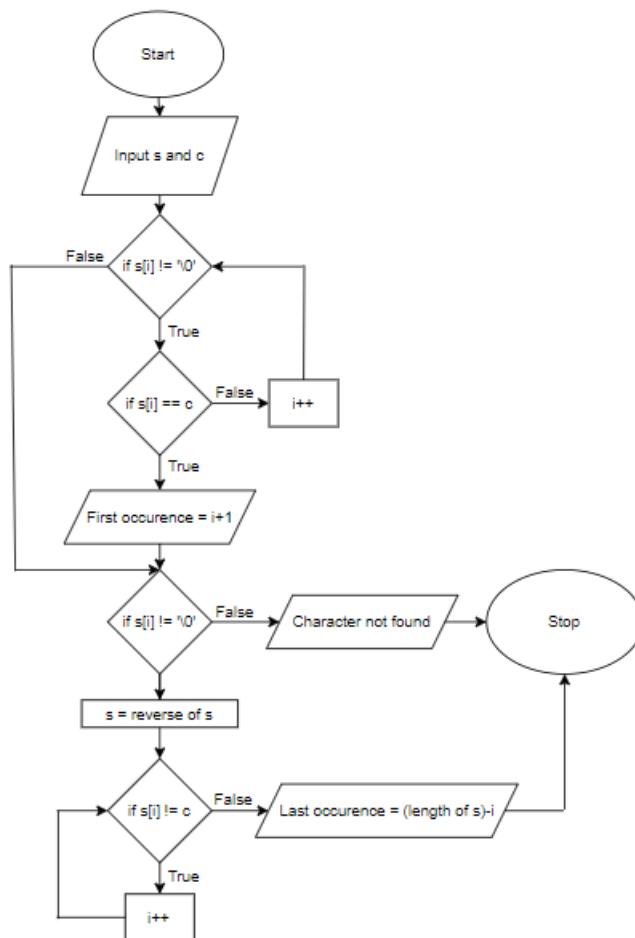 Start
Input s and c
False
if s[i] != '\0'
True
if s[i] == c
False
i++
True
First occurence = i+1
if s[i] != '\0'
False
Character not found
Stop
s = reverse of s
if s[i] != c
False
Last occurence = (length of s)-i
True
i++